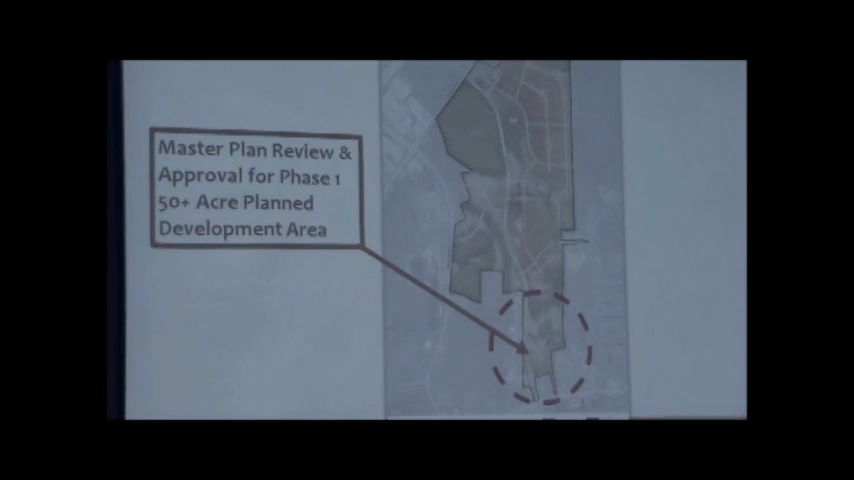 Master Plan Review &
Approval for Phase 1
50+ Acre Planned
Development Area